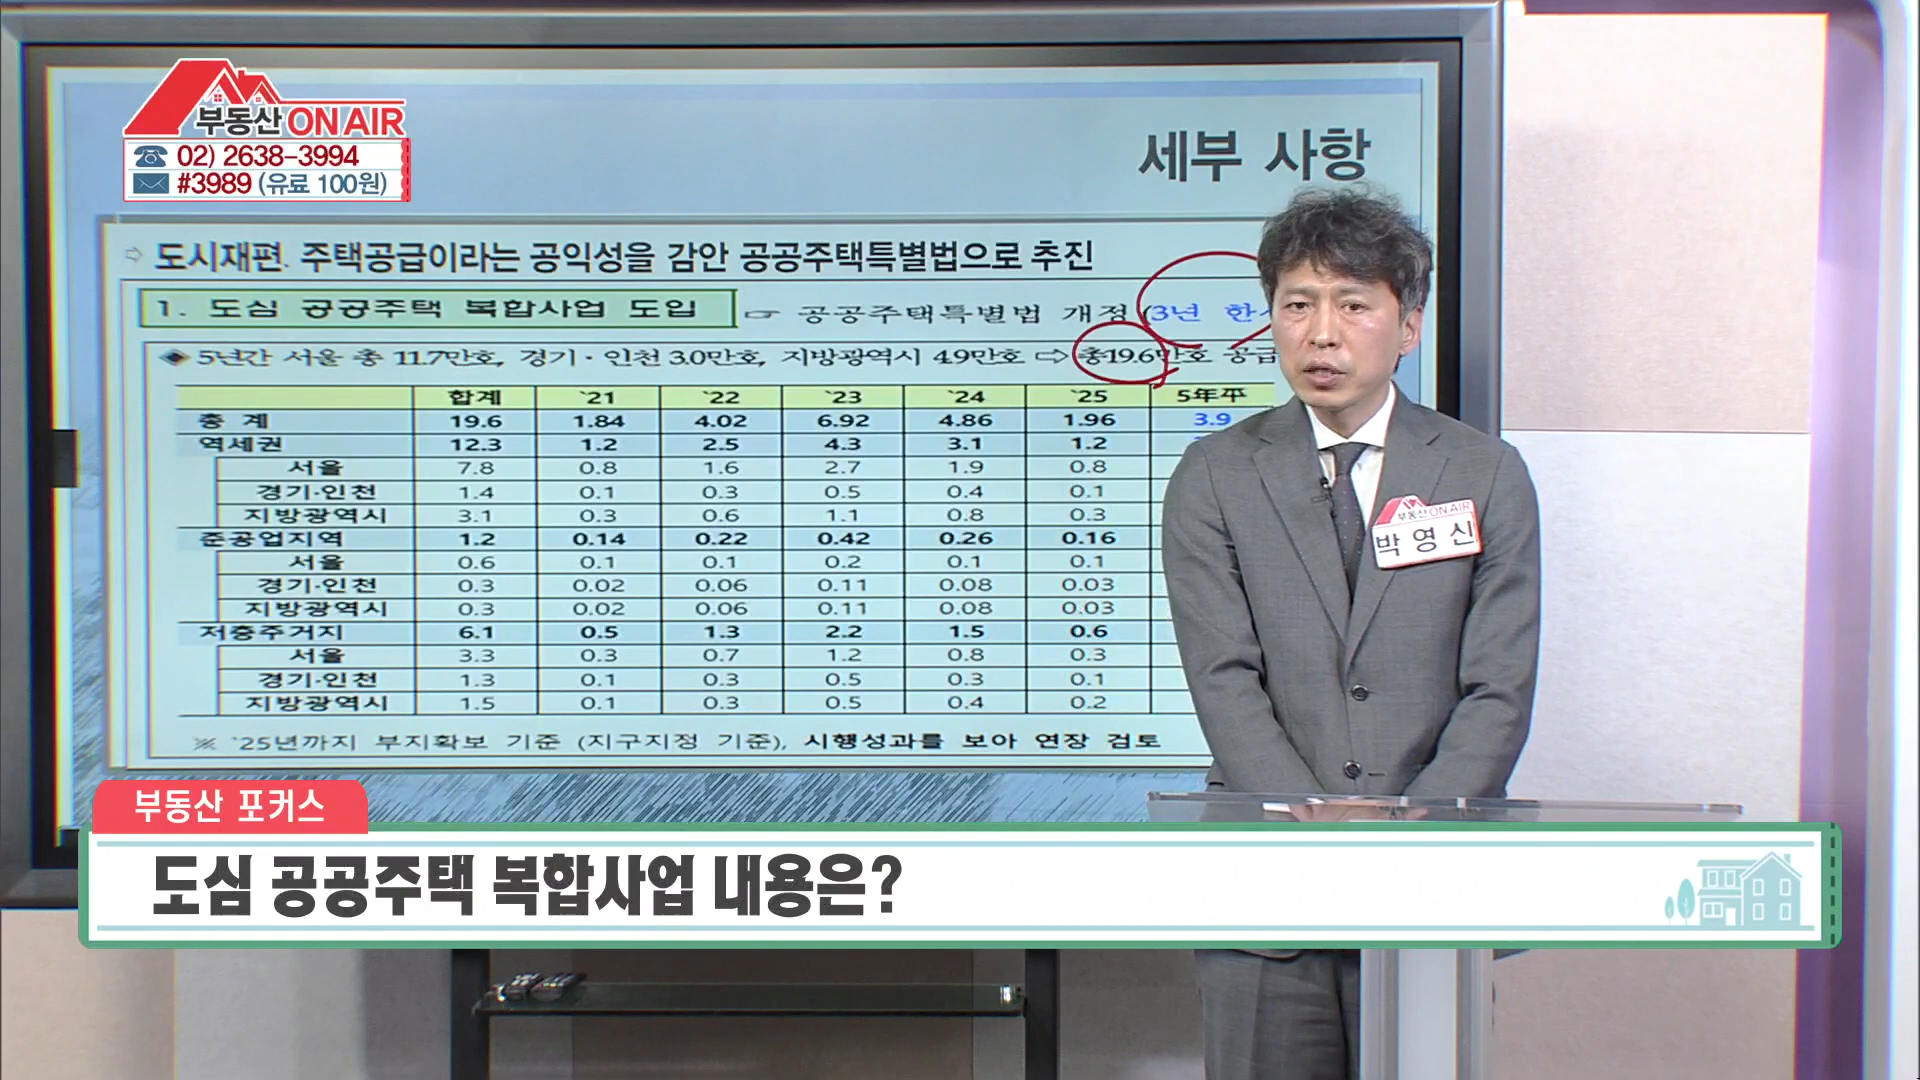 부동산 ON AIR
02) 2638-3994
#3989 (유료 100원)
세부 사항
⇨ 도시재편. 주택공급이라는 공익성을 감안 공공주택특별법으로 추진
1. 도심 공공주택 복합사업 도입 ☞ 공공주택특별법 개정 (3년
◈ 5년간 서울 총 11.7만호, 경기·인천 3.0만호, 지방광역시 4.9만호 ⇨ 총19.6만호 공급
합계 `21 `22 `23 `24 `25 5年平
총 계 19.6 1.84 4.02 6.92 4.86 1.96 3.9
역세권 12.3 1.2 2.5 4.3 3.1 1.2
서울 7.8 0.8 1.6 2.7 1.9 0.8
경기·인천 1.4 0.1 0.3 0.5 0.4 0.1
지방광역시 3.1 0.3 0.6 1.1 0.8 0.3
준공업지역 1.2 0.14 0.22 0.42 0.26 0.16
서울 0.6 0.1 0.1 0.2 0.1 0.1
경기·인천 0.3 0.02 0.06 0.11 0.08 0.03
지방광역시 0.3 0.02 0.06 0.11 0.08 0.03
저층주거지 6.1 0.5 1.3 2.2 1.5 0.6
서울 3.3 0.3 0.7 1.2 0.8 0.3
경기·인천 1.3 0.1 0.3 0.5 0.3 0.1
지방광역시 1.5 0.1 0.3 0.5 0.4 0.2
※ `25년까지 부지확보 기준 (지구지정 기준), 시행성과를 보아 연장 검토
부동산 ON AIR
박영신
부동산 포커스
도심 공공주택 복합사업 내용은?